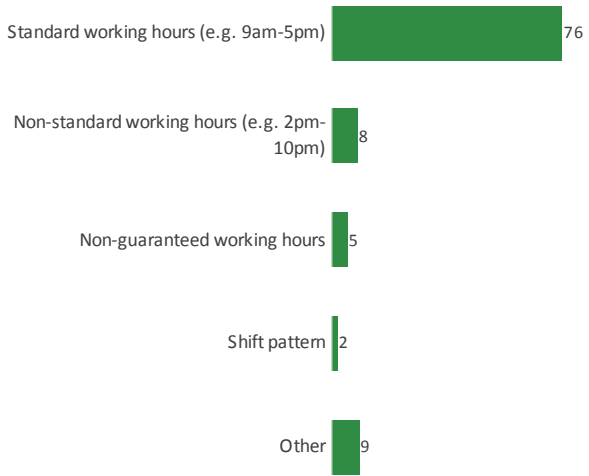 Standard working hours (e.g. 9am-5pm) 76
Non-standard working hours (e.g. 2pm-
10pm) 8
Non-guaranteed working hours 5
Shift pattern 2
Other 9